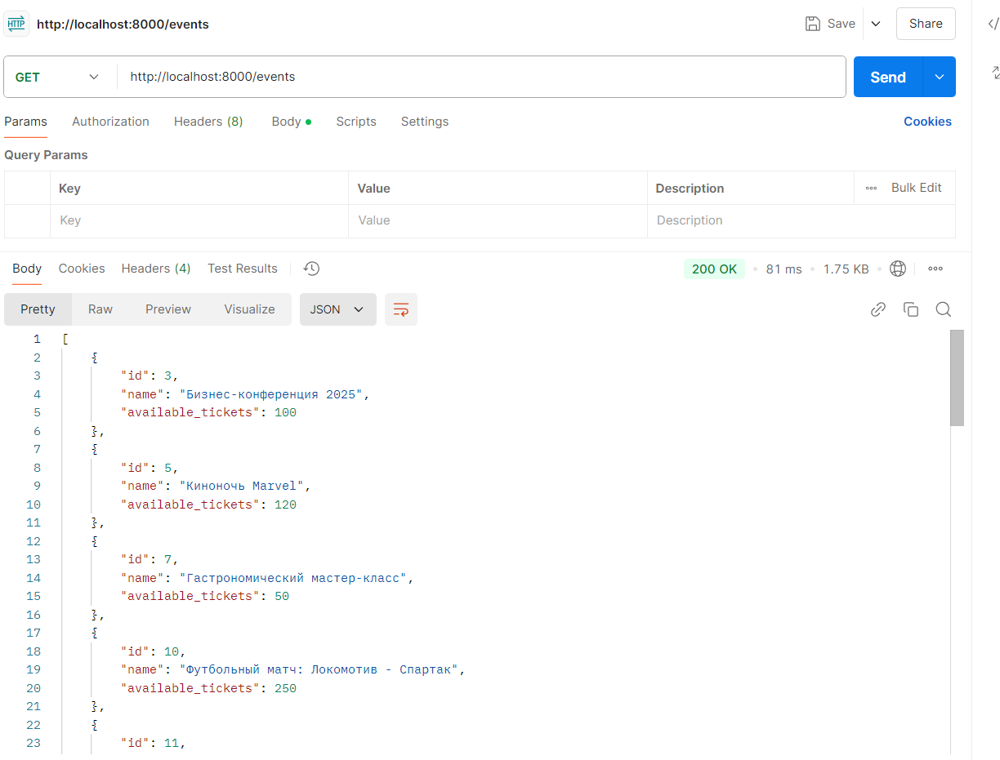 HTTP http://localhost:8000/events Save Share
GET http://localhost:8000/events Send
Params Authorization Headers (8) Body Scripts Settings Cookies
Query Params
Key Value Description Bulk Edit
Key Value Description
Body Cookies Headers (4) Test Results 200 OK 81 ms 1.75 KB
Pretty Raw Preview Visualize JSON
1 [
2 {
3 "id": 3,
4 "name": "Бизнес-конференция 2025",
5 "available_tickets": 100
6 },
7 {
8 "id": 5,
9 "name": "Киноночь Marvel",
10 "available_tickets": 120
11 },
12 {
13 "id": 7,
14 "name": "Гастрономический мастер-класс",
15 "available_tickets": 50
16 },
17 {
18 "id": 10,
19 "name": "Футбольный матч: Локомотив - Спартак",
20 "available_tickets": 250
21 },
22 {
23 "id": 11,